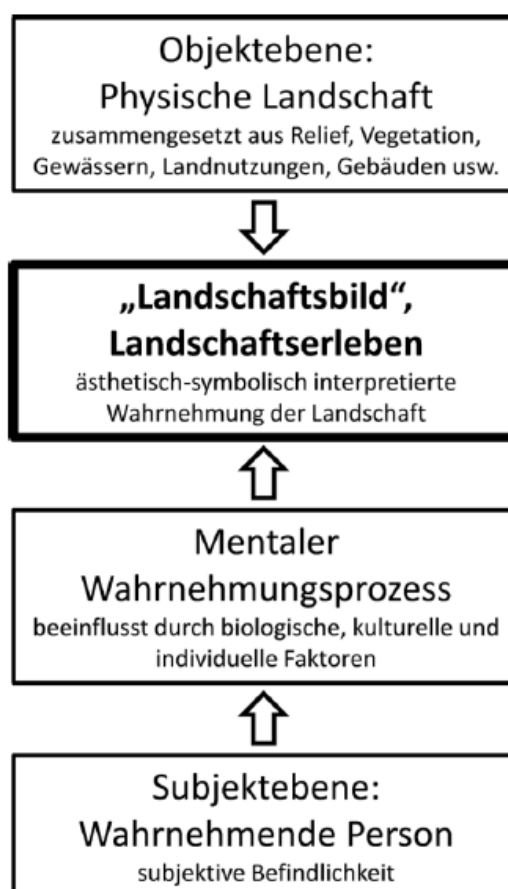 Objektebene:
Physische Landschaft
zusammengesetzt aus Relief, Vegetation,
Gewässern, Landnutzungen, Gebäuden usw.
„Landschaftsbild“,
Landschaftserleben
ästhetisch-symbolisch interpretierte
Wahrnehmung der Landschaft
Mentaler
Wahrnehmungsprozess
beeinflusst durch biologische, kulturelle und
individuelle Faktoren
Subjektebene:
Wahrnehmende Person
subjektive Befindlichkeit